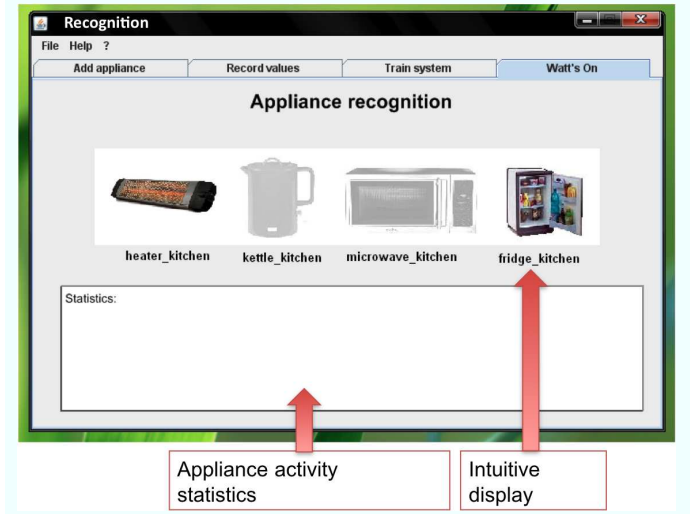 Recognition
File Help ?
Add appliance Record values Train system Watt's On
Appliance recognition
heater_kitchen kettle_kitchen microwave_kitchen fridge_kitchen
Statistics:
Appliance activity
statistics
Intuitive
display